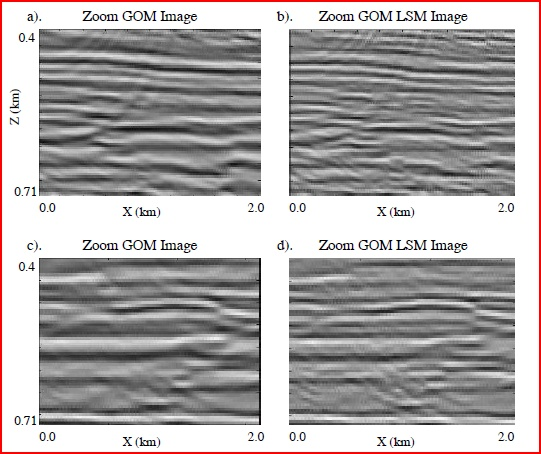 a). Zoom GOM Image
b). Zoom GOM LSM Image
0.4
Z (km)
0.71
0.0 X (km) 2.0
0.0 X (km) 2.0
c). Zoom GOM Image
d). Zoom GOM LSM Image
0.4
0.71
0.0 X (km) 2.0
0.0 X (km) 2.0